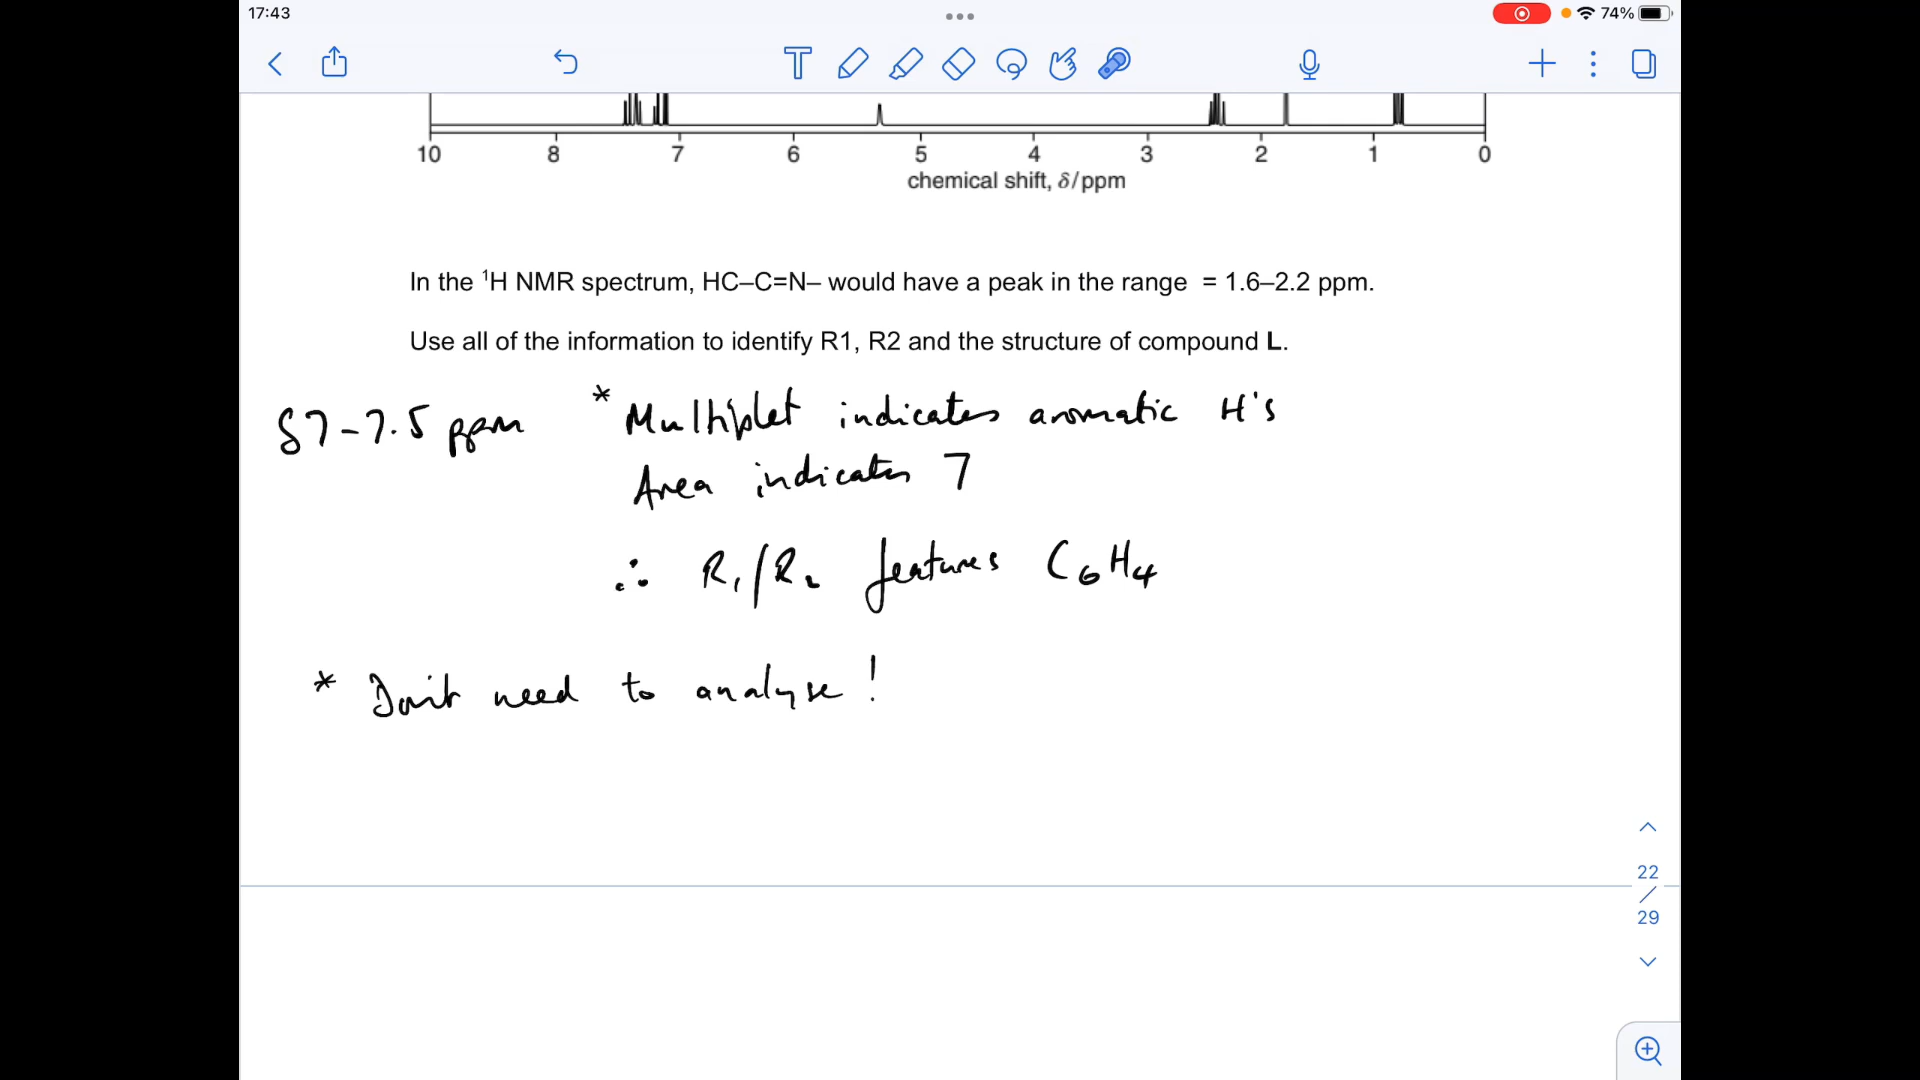 17:43
74%
10 8 7 6 5 4 3 2 1 0
chemical shift, δ/ppm
In the ¹H NMR spectrum, HC–C=N– would have a peak in the range = 1.6–2.2 ppm.
Use all of the information to identify R1, R2 and the structure of compound L.
δ7-7.5 ppm * Multiplet indicates aromatic H's
Area indicates 7
∴ R₁/R₂ features C₆H₄
* Don't need to analyse!
22
/
29